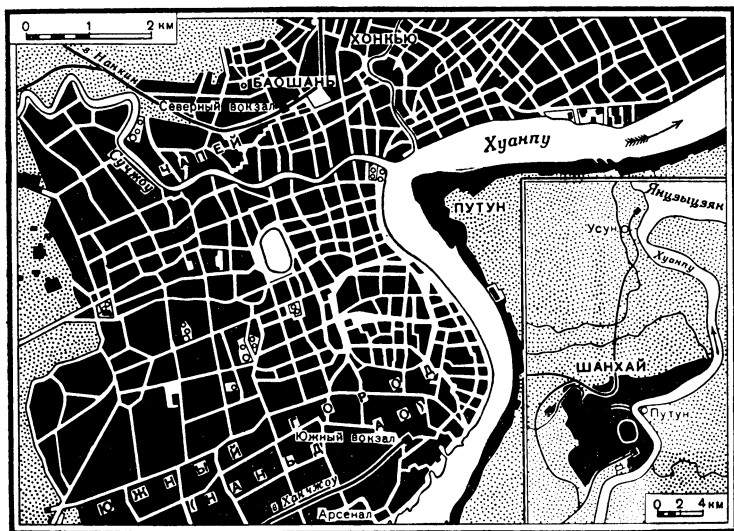 0 1 2 км
в Нанкин
ХОНКЬЮ
БАОШАНЬ
Северный вокзал
ЧАПЕЙ
Сучжоу
Хуанпу
ПУТУН
ЮЖНЫЙ ГОРОД
Южный вокзал
в Ханчжоу
Арсенал
Янцзыцзян
Усун
Хуанпу
ШАНХАЙ
Путун
0 2 4 км